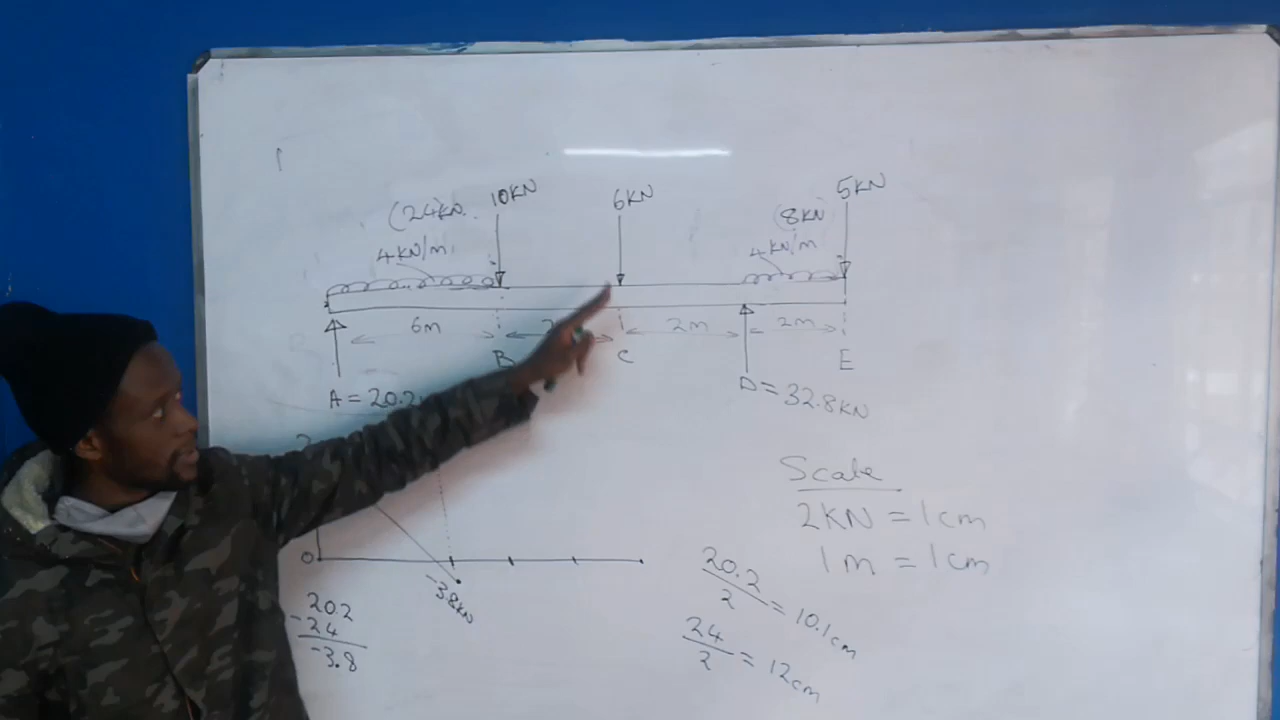 10KN 6KN 5KN
(24kN. (8KN
4KN/m 4KN/m
6m 2m 2m
B C E
A = 20.2 D = 32.8KN
Scale
2KN = 1cm
1m = 1cm
0
-3.8KN
20.2
-24
-3.8
20.2/2 = 10.1cm
24/2 = 12cm